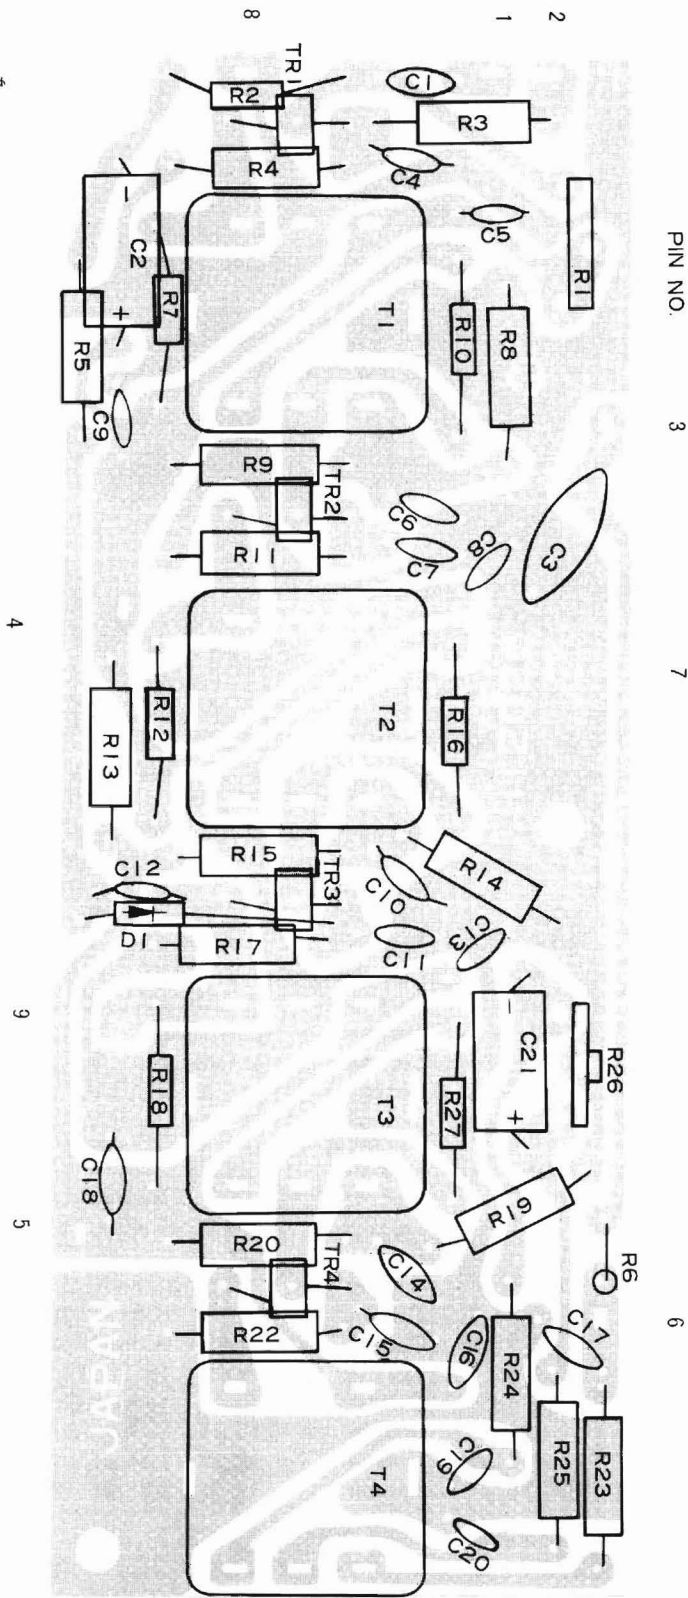 8
1
2
TR1
R2
C1
R3
R4
C4
C5
R1
PIN NO.
C2
-
+
R7
R5
C9
T1
R10
R8
3
R9
TR2
R11
C6
C7
C8
C3
4
7
R12
R13
T2
R16
R15
TR3
C12
D1
R17
C10
R14
C11
C13
9
R18
C18
T3
R27
-
C21
+
R26
5
R20
TR4
R22
C14
C15
R19
R6
6
C16
R24
C17
JAPAN
T4
C19
C20
R25
R23